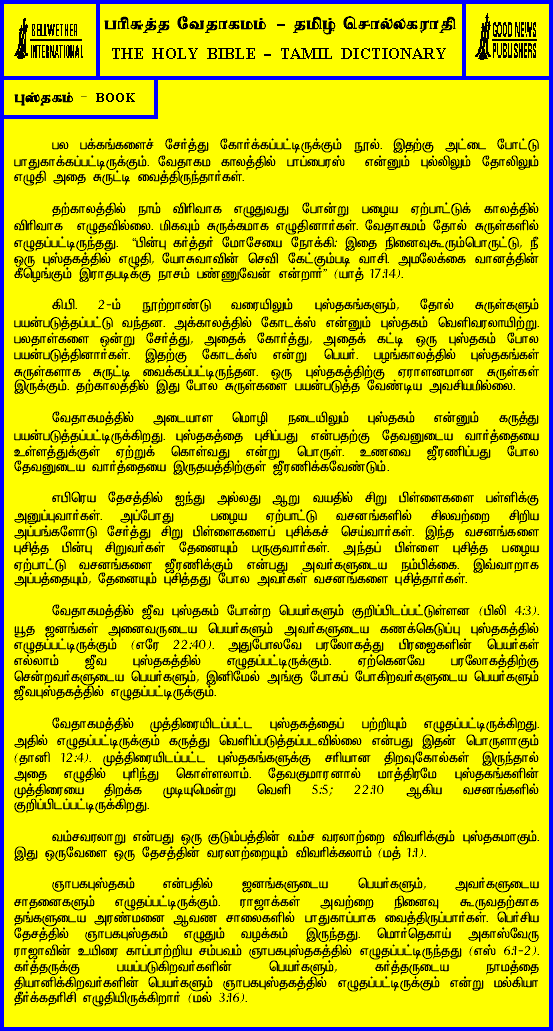 BELLWETHER
INTERNATIONAL
பரிசுத்த வேதாகமம் - தமிழ் சொல்லகராதி
THE HOLY BIBLE - TAMIL DICTIONARY
GOOD NEWS
PUBLISHERS
புஸ்தகம் - BOOK
பல பக்கங்களைச் சேர்த்து கோர்க்கப்பட்டிருக்கும் நூல். இதற்கு அட்டை போட்டு
பாதுகாக்கப்பட்டிருக்கும். வேதாகம காலத்தில் பாப்பைரஸ் என்னும் புல்லிலும் தோலிலும்
எழுதி அதை சுருட்டி வைத்திருந்தார்கள்.
தற்காலத்தில் நாம் விரிவாக எழுதுவது போன்று பழைய ஏற்பாட்டுக் காலத்தில்
விரிவாக எழுதவில்லை. மிகவும் சுருக்கமாக எழுதினார்கள். வேதாகமம் தோல் சுருள்களில்
எழுதப்பட்டிருந்தது. "பின்பு கர்த்தர் மோசேயை நோக்கி: இதை நினைவுகூரும்பொருட்டு, நீ
ஒரு புஸ்தகத்தில் எழுதி, யோசுவாவின் செவி கேட்கும்படி வாசி. அமலேக்கை வானத்தின்
கீழெங்கும் இராதபடிக்கு நாசம் பண்ணுவேன் என்றார்" (யாத் 17:14).
கி.பி. 2-ம் நூற்றாண்டு வரையிலும் புஸ்தகங்களும், தோல் சுருள்களும்
பயன்படுத்தப்பட்டு வந்தன. அக்காலத்தில் கோடக்ஸ் என்னும் புஸ்தகம் வெளிவரலாயிற்று.
பலதாள்களை ஒன்று சேர்த்து, அதைக் கோர்த்து, அதைக் கட்டி ஒரு புஸ்தகம் போல
பயன்படுத்தினார்கள். இதற்கு கோடக்ஸ் என்று பெயர். பழங்காலத்தில் புஸ்தகங்கள்
சுருள்களாக சுருட்டி வைக்கப்பட்டிருந்தன. ஒரு புஸ்தகத்திற்கு ஏராளனமான சுருள்கள்
இருக்கும். தற்காலத்தில் இது போல சுருள்களை பயன்படுத்த வேண்டிய அவசியமில்லை.
வேதாகமத்தில் அடையாள மொழி நடையிலும் புஸ்தகம் என்னும் கருத்து
பயன்படுத்தப்பட்டிருக்கிறது. புஸ்தகத்தை புசிப்பது என்பதற்கு தேவனுடைய வார்த்தையை
உள்ளத்துக்குள் ஏற்றுக் கொள்வது என்று பொருள். உணவை ஜீரணிப்பது போல
தேவனுடைய வார்த்தையை இருதயத்திற்குள் ஜீரணிக்கவேண்டும்.
எபிரெய தேசத்தில் ஐந்து அல்லது ஆறு வயதில் சிறு பிள்ளைகளை பள்ளிக்கு
அனுப்புவார்கள். அப்போது பழைய ஏற்பாட்டு வசனங்களில் சிலவற்றை சிறிய
அப்பங்களோடு சேர்த்து சிறு பிள்ளைகளைப் புசிக்கச் செய்வார்கள். இந்த வசனங்களை
புசித்த பின்பு சிறுவர்கள் தேனையும் பருகுவார்கள். அந்தப் பிள்ளை புசித்த பழைய
ஏற்பாட்டு வசனங்களை ஜீரணிக்கும் என்பது அவர்களுடைய நம்பிக்கை. இவ்வாறாக
அப்பத்தையும், தேனையும் புசித்தது போல அவர்கள் வசனங்களை புசித்தார்கள்.
வேதாகமத்தில் ஜீவ புஸ்தகம் போன்ற பெயர்களும் குறிப்பிடப்பட்டுள்ளன (பிலி 4:3).
யூத ஜனங்கள் அனைவருடைய பெயர்களும் அவர்களுடைய கணக்கெடுப்பு புஸ்தகத்தில்
எழுதப்பட்டிருக்கும் (எரே 22:40). அதுபோலவே பரலோகத்து பிரஜைகளின் பெயர்கள்
எல்லாம் ஜீவ புஸ்தகத்தில் எழுதப்பட்டிருக்கும். ஏற்கெனவே பரலோகத்திற்கு
சென்றவர்களுடைய பெயர்களும், இனிமேல் அங்கு போகப் போகிறவர்களுடைய பெயர்களும்
ஜீவபுஸ்தகத்தில் எழுதப்பட்டிருக்கும்.
வேதாகமத்தில் முத்திரையிடப்பட்ட புஸ்தகத்தைப் பற்றியும் எழுதப்பட்டிருக்கிறது.
அதில் எழுதப்பட்டிருக்கும் கருத்து வெளிப்படுத்தப்படவில்லை என்பது இதன் பொருளாகும்
(தானி 12:4). முத்திரையிடப்பட்ட புஸ்தகங்களுக்கு சரியான திறவுகோல்கள் இருந்தால்
அதை எழுதில் புரிந்து கொள்ளலாம். தேவகுமாரனால் மாத்திரமே புஸ்தகங்களின்
முத்திரையை திறக்க முடியுமென்று வெளி 5:5; 22:10 ஆகிய வசனங்களில்
குறிப்பிடப்பட்டிருக்கிறது.
வம்சவரலாறு என்பது ஒரு குடும்பத்தின் வம்ச வரலாற்றை விவரிக்கும் புஸ்தகமாகும்.
இது ஒருவேளை ஒரு தேசத்தின் வரலாற்றையும் விவரிக்கலாம் (மத் 1:1).
ஞாபகபுஸ்தகம் என்பதில் ஜனங்களுடைய பெயர்களும், அவர்களுடைய
சாதனைகளும் எழுதப்பட்டிருக்கும். ராஜாக்கள் அவற்றை நினைவு கூருவதற்காக
தங்களுடைய அரண்மனை ஆவண சாலைகளில் பாதுகாப்பாக வைத்திருப்பார்கள். பெர்சிய
தேசத்தில் ஞாபகபுஸ்தகம் எழுதும் வழக்கம் இருந்தது. மொர்தெகாய் அகாஸ்வேரு
ராஜாவின் உயிரை காப்பாற்றிய சம்பவம் ஞாபகபுஸ்தகத்தில் எழுதப்பட்டிருந்தது (எஸ் 6:1-2).
கர்த்தருக்கு பயப்படுகிறவர்களின் பெயர்களும், கர்த்தருடைய நாமத்தை
தியானிக்கிறவர்களின் பெயர்களும் ஞாபகபுஸ்தகத்தில் எழுதப்பட்டிருக்கும் என்று மல்கியா
தீர்க்கதரிசி எழுதியிருக்கிறார் (மல் 3:16).